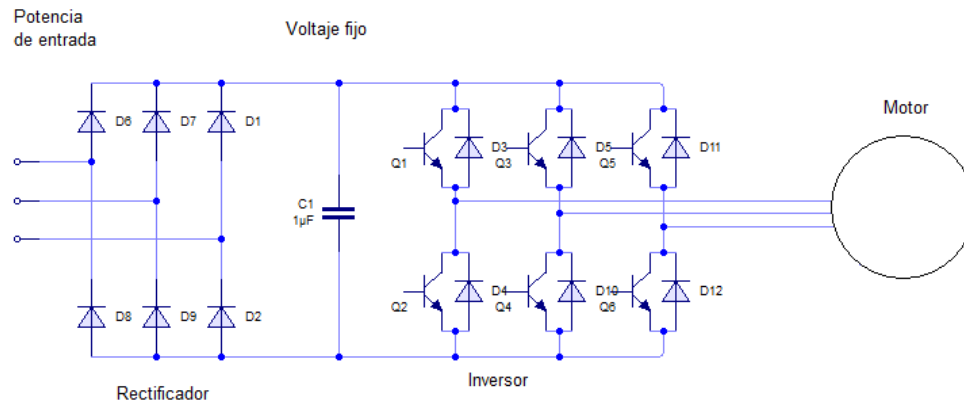 Potencia
de entrada
Voltaje fijo
Motor
D6
D7
D1
Q1
D3
Q3
D5
Q5
D11
C1
1µF
D8
D9
D2
Q2
D4
Q4
D10
Q6
D12
Rectificador
Inversor